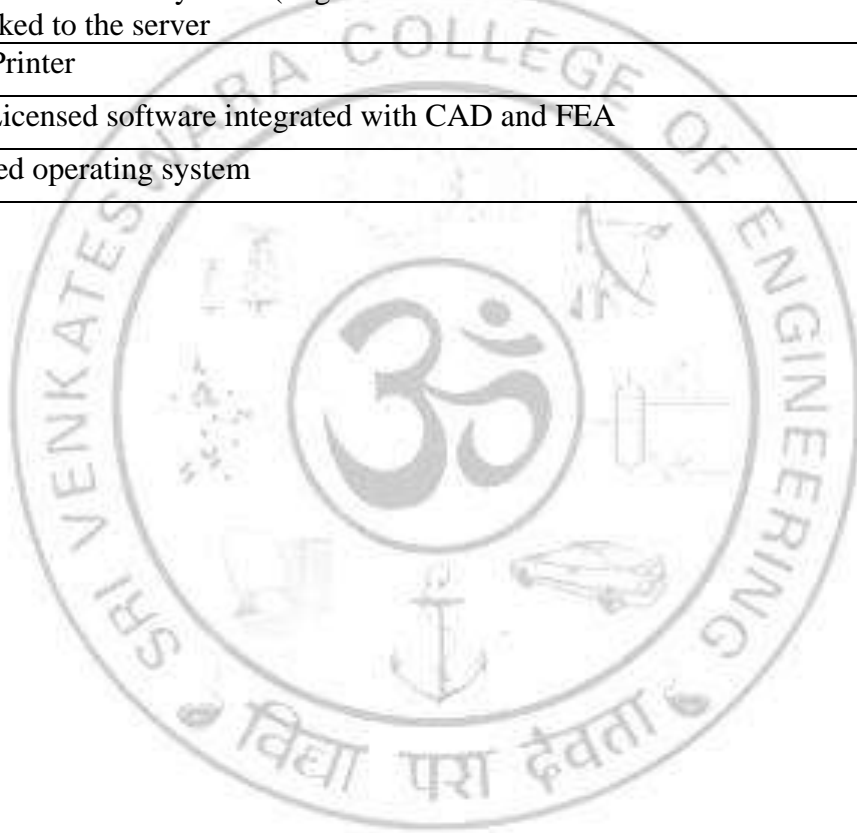 ked to the server
Printer
Licensed software integrated with CAD and FEA
ed operating system
SRI VENKATESWARA COLLEGE OF ENGINEERING
ॐ
विद्या परा दैवता